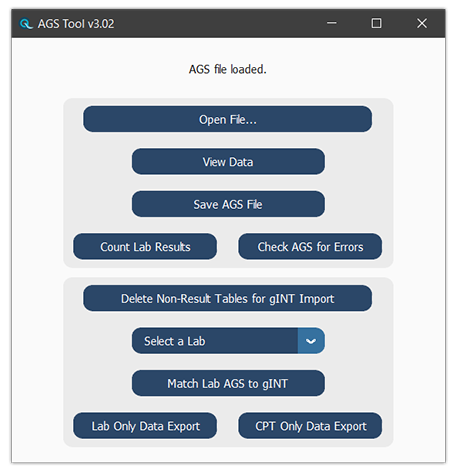 AGS Tool v3.02
AGS file loaded.
Open File...
View Data
Save AGS File
Count Lab Results
Check AGS for Errors
Delete Non-Result Tables for gINT Import
Select a Lab
Match Lab AGS to gINT
Lab Only Data Export
CPT Only Data Export